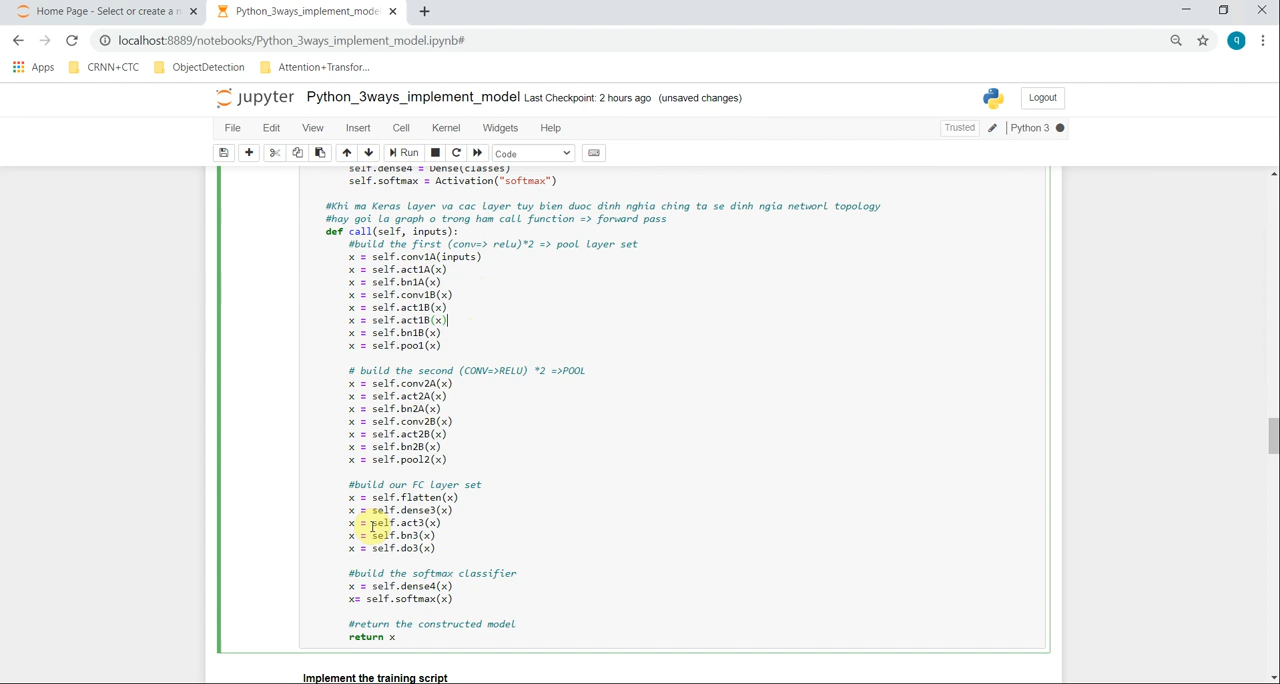 Home Page - Select or create a n
Python_3ways_implement_mode
localhost:8889/notebooks/Python_3ways_implement_model.ipynb#
q
Apps
CRNN+CTC
ObjectDetection
Attention+Transfor...
jupyter
Python_3ways_implement_model
Last Checkpoint: 2 hours ago
(unsaved changes)
Logout
File
Edit
View
Insert
Cell
Kernel
Widgets
Help
Trusted
Python 3
Run
Code
self.dense4 = Dense(classes)
self.softmax = Activation("softmax")
#Khi ma Keras layer va cac layer tuy bien duoc dinh nghia ching ta se dinh ngia networl topology
#hay goi la graph o trong ham call function => forward pass
def call(self, inputs):
#build the first (conv=> relu)*2 => pool layer set
x = self.conv1A(inputs)
x = self.act1A(x)
x = self.bn1A(x)
x = self.conv1B(x)
x = self.act1B(x)
x = self.act1B(x)
x = self.bn1B(x)
x = self.pool1(x)
# build the second (CONV=>RELU) *2 =>POOL
x = self.conv2A(x)
x = self.act2A(x)
x = self.bn2A(x)
x = self.conv2B(x)
x = self.act2B(x)
x = self.bn2B(x)
x = self.pool2(x)
#build our FC layer set
x = self.flatten(x)
x = self.dense3(x)
x = self.act3(x)
x = self.bn3(x)
x = self.do3(x)
#build the softmax classifier
x = self.dense4(x)
x= self.softmax(x)
#return the constructed model
return x
Implement the training script